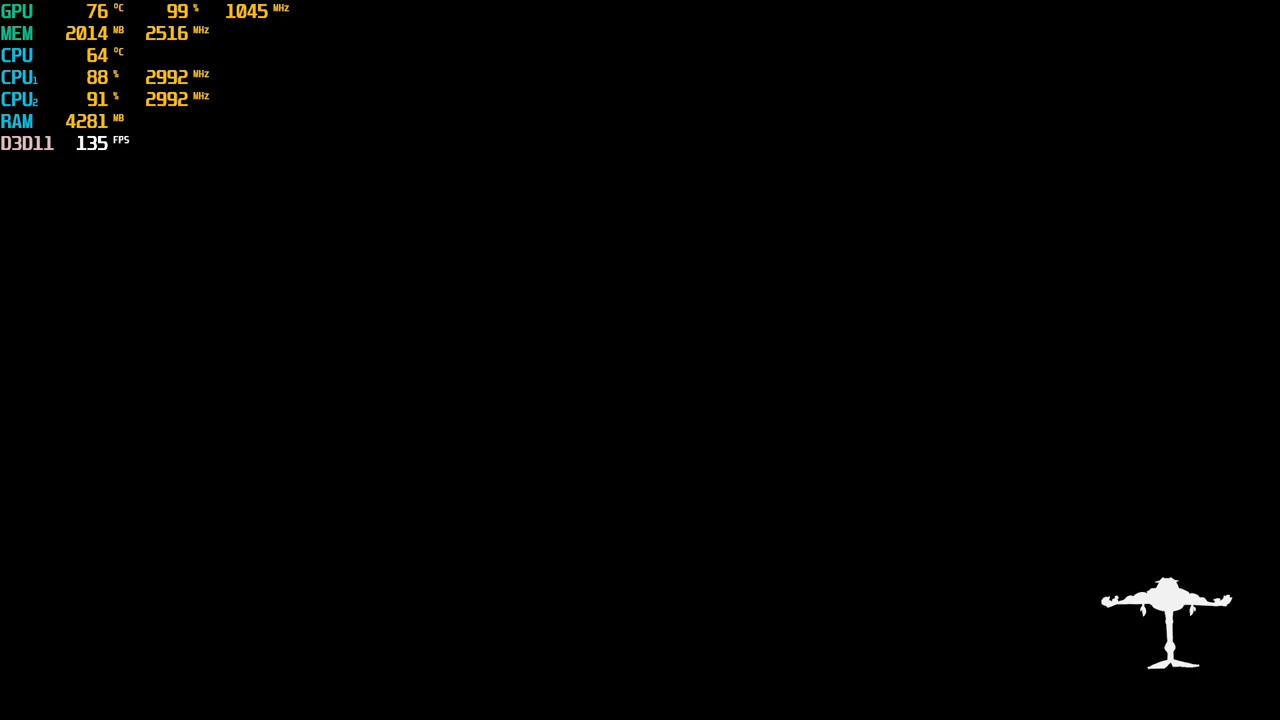 GPU 76 °C 99 % 1045 MHz
MEM 2014 MB 2516 MHz
CPU 64 °C
CPU1 88 % 2992 MHz
CPU2 91 % 2992 MHz
RAM 4281 MB
D3D11 135 FPS